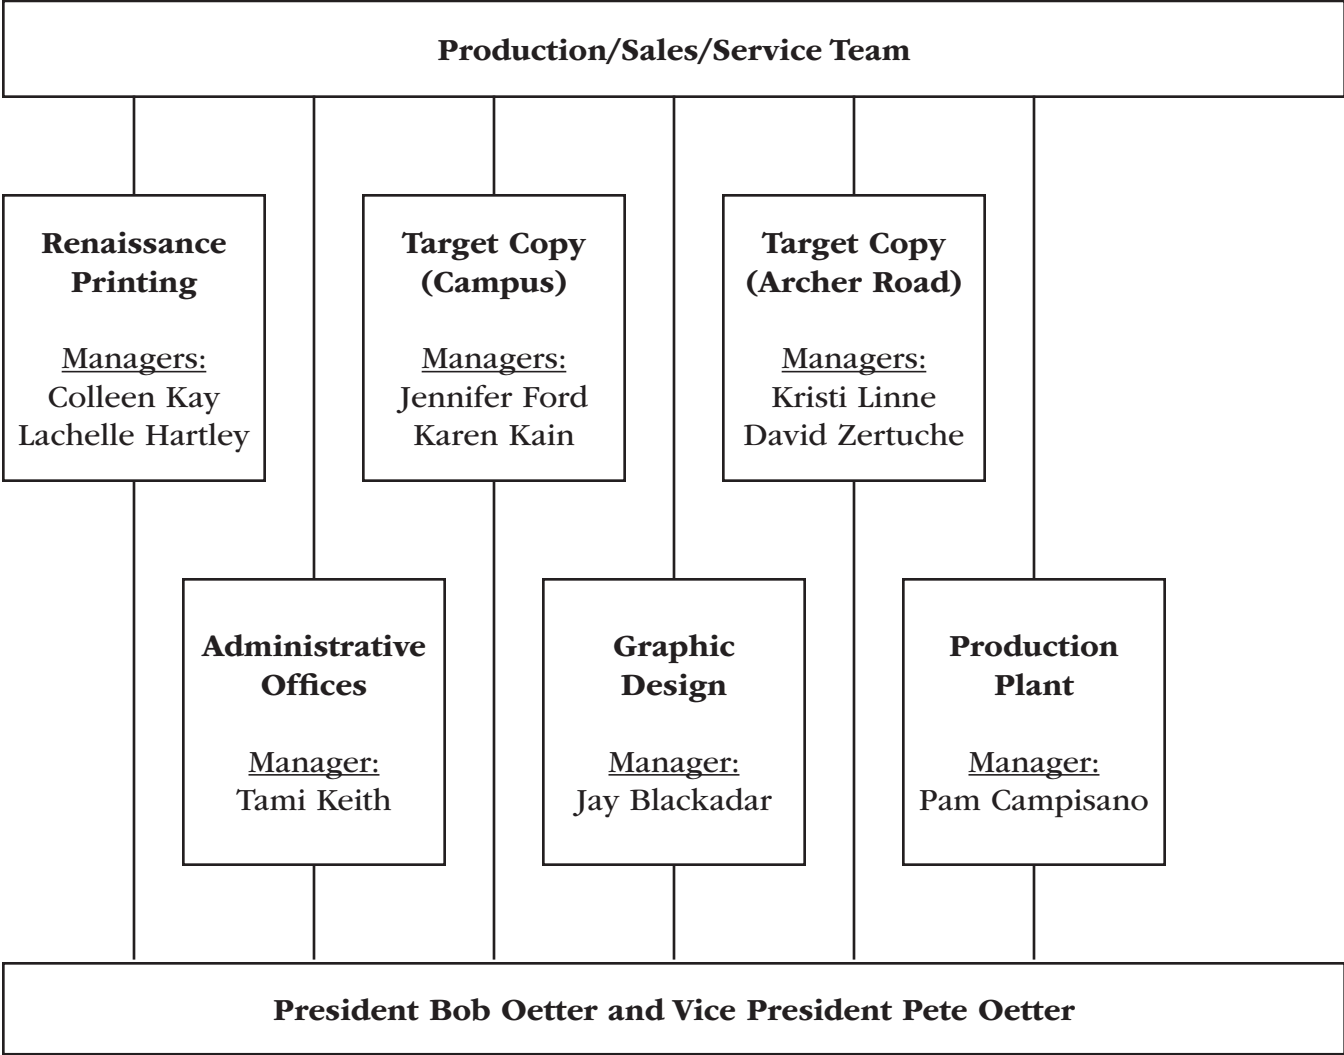 Production/Sales/Service Team
Renaissance
Printing
Managers:
Colleen Kay
Lachelle Hartley
Target Copy
(Campus)
Managers:
Jennifer Ford
Karen Kain
Target Copy
(Archer Road)
Managers:
Kristi Linne
David Zertuche
Administrative
Offices
Manager:
Tami Keith
Graphic
Design
Manager:
Jay Blackadar
Production
Plant
Manager:
Pam Campisano
President Bob Oetter and Vice President Pete Oetter